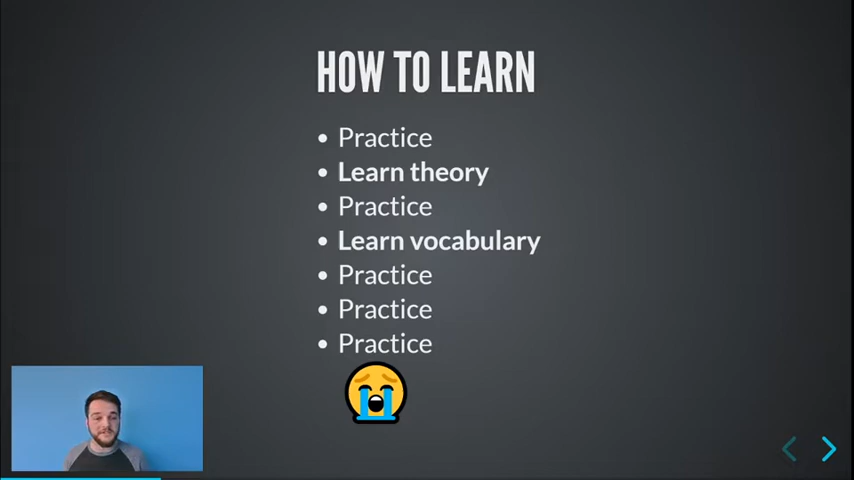 HOW TO LEARN
Practice
Learn theory
Practice
Learn vocabulary
Practice
Practice
Practice